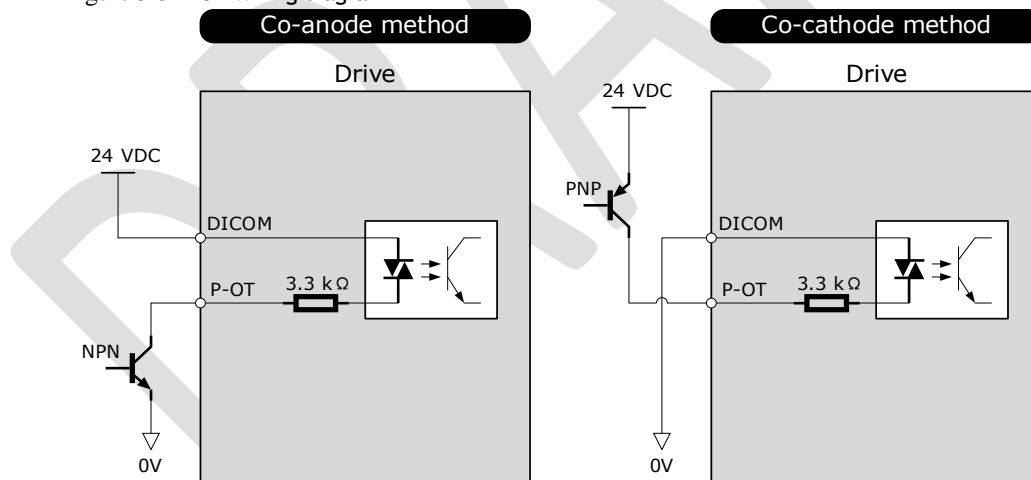 Co-anode method
Drive
24 VDC
DICOM
P-OT
3.3 kΩ
NPN
0V
Co-cathode method
Drive
24 VDC
PNP
DICOM
P-OT
3.3 kΩ
0V